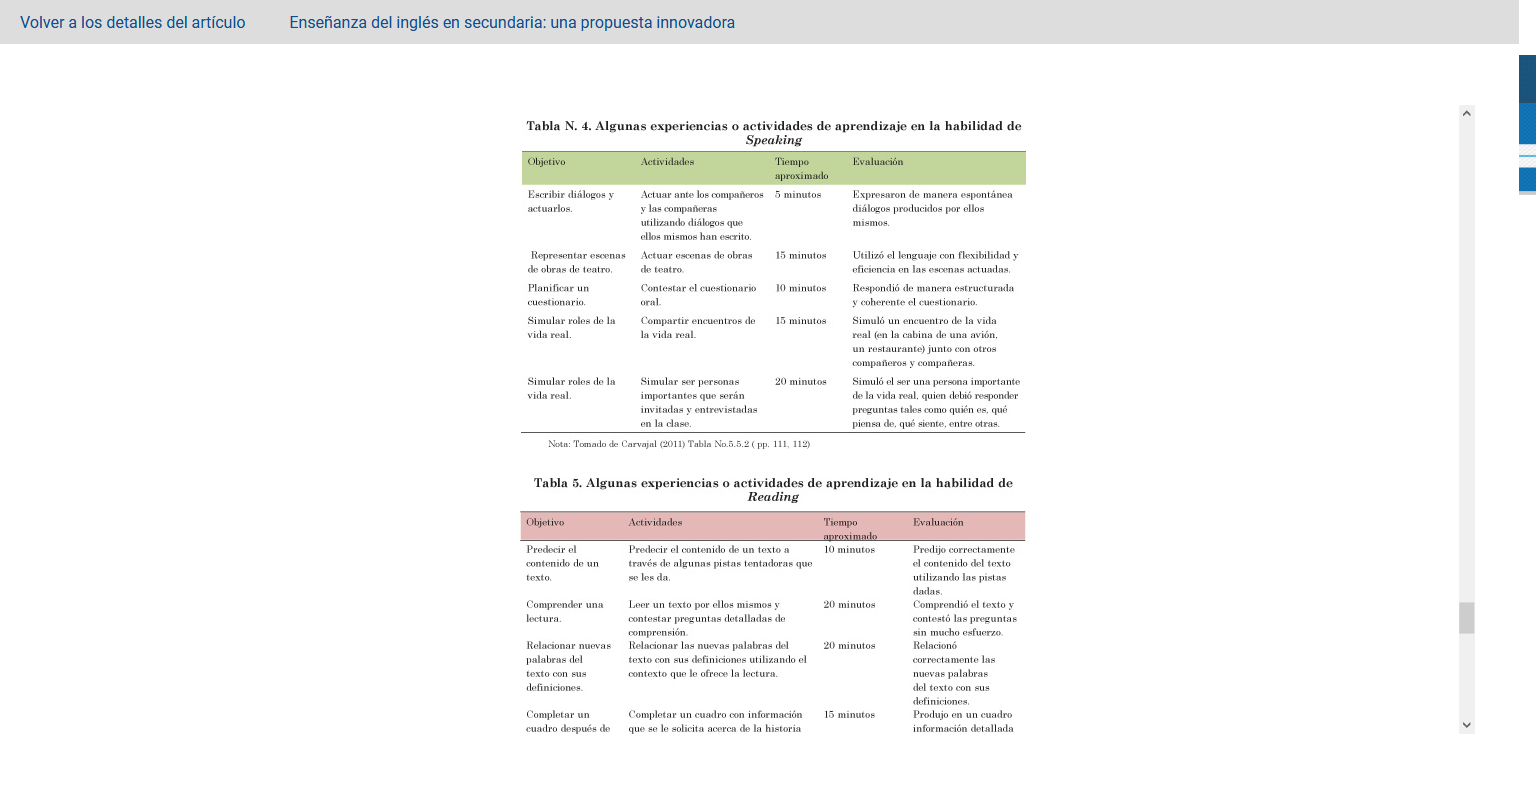 Volver a los detalles del artículo Enseñanza del inglés en secundaria: una propuesta innovadora
Tabla N. 4. Algunas experiencias o actividades de aprendizaje en la habilidad de
Speaking
Objetivo Actividades Tiempo Evaluación
aproximado
Escribir diálogos y Actuar ante los compañeros 5 minutos Expresaron de manera espontánea
actuarlos. y las compañeras diálogos producidos por ellos
utilizando diálogos que mismos.
ellos mismos han escrito.
Representar escenas Actuar escenas de obras 15 minutos Utilizó el lenguaje con flexibilidad y
de obras de teatro. de teatro. eficiencia en las escenas actuadas.
Planificar un Contestar el cuestionario 10 minutos Respondió de manera estructurada
cuestionario. oral. y coherente el cuestionario.
Simular roles de la Compartir encuentros de 15 minutos Simuló un encuentro de la vida
vida real. la vida real. real (en la cabina de una avión,
un restaurante) junto con otros
compañeros y compañeras.
Simular roles de la Simular ser personas 20 minutos Simuló el ser una persona importante
vida real. importantes que serán de la vida real, quien debió responder
invitadas y entrevistadas preguntas tales como quién es, qué
en la clase. piensa de, qué siente, entre otras.
Nota: Tomado de Carvajal (2011) Tabla No.5.5.2 ( pp. 111, 112)
Tabla 5. Algunas experiencias o actividades de aprendizaje en la habilidad de
Reading
Objetivo Actividades Tiempo Evaluación
aproximado
Predecir el Predecir el contenido de un texto a 10 minutos Predijo correctamente
contenido de un través de algunas pistas tentadoras que el contenido del texto
texto. se les da. utilizando las pistas
dadas.
Comprender una Leer un texto por ellos mismos y 20 minutos Comprendió el texto y
lectura. contestar preguntas detalladas de contestó las preguntas
comprensión. sin mucho esfuerzo.
Relacionar nuevas Relacionar las nuevas palabras del 20 minutos Relacionó
palabras del texto con sus definiciones utilizando el correctamente las
texto con sus contexto que le ofrece la lectura. nuevas palabras
definiciones. del texto con sus
definiciones.
Completar un Completar un cuadro con información 15 minutos Produjo en un cuadro
cuadro después de que se le solicita acerca de la historia información detallada